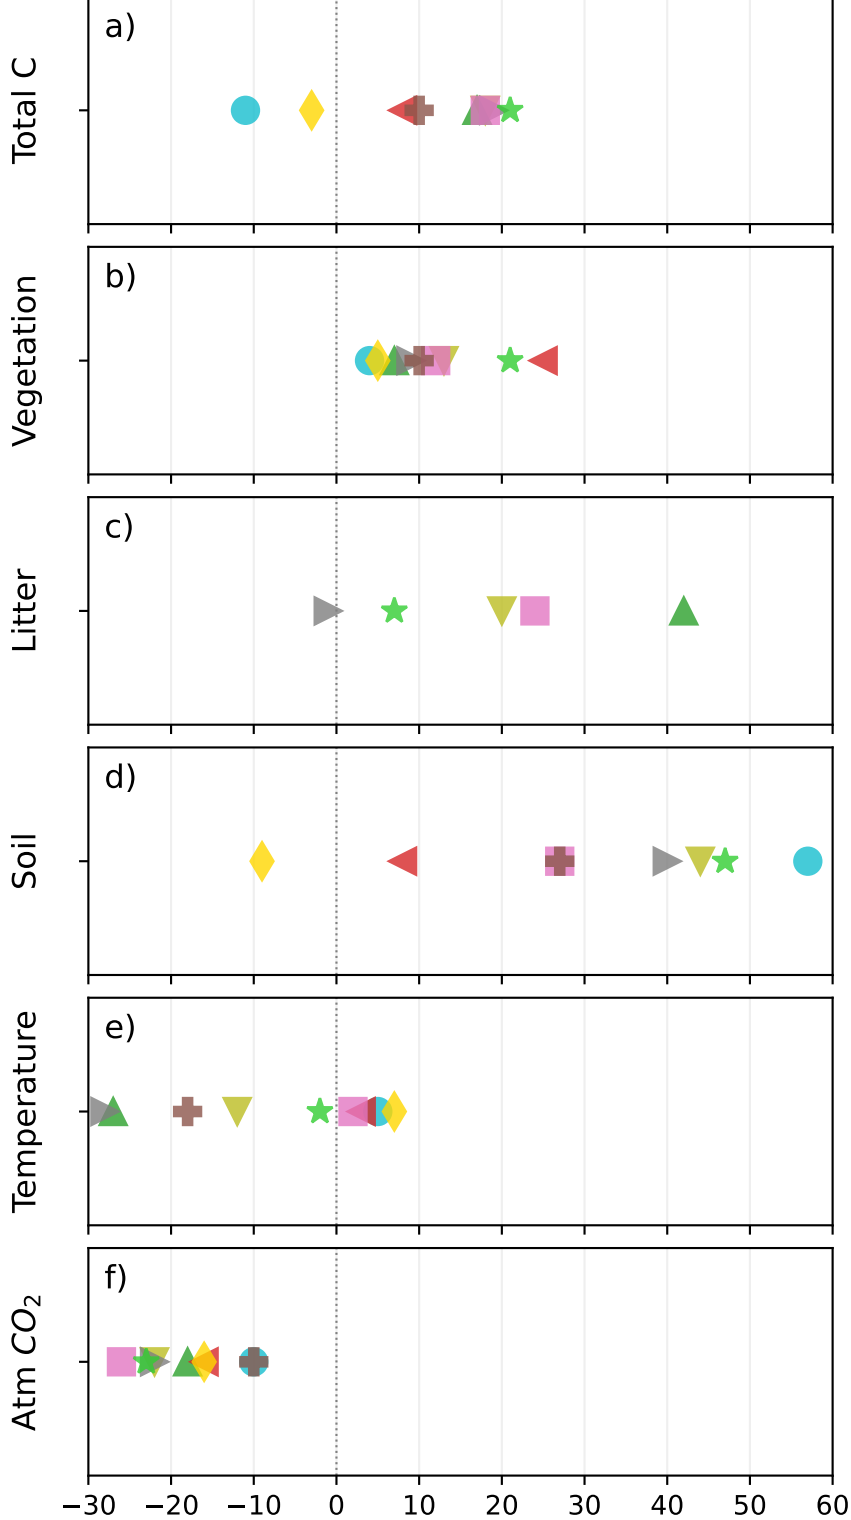 a)
Total C
b)
Vegetation
c)
Litter
d)
Soil
e)
Temperature
f)
Atm CO₂
−30 −20 −10 0 10 20 30 40 50 60